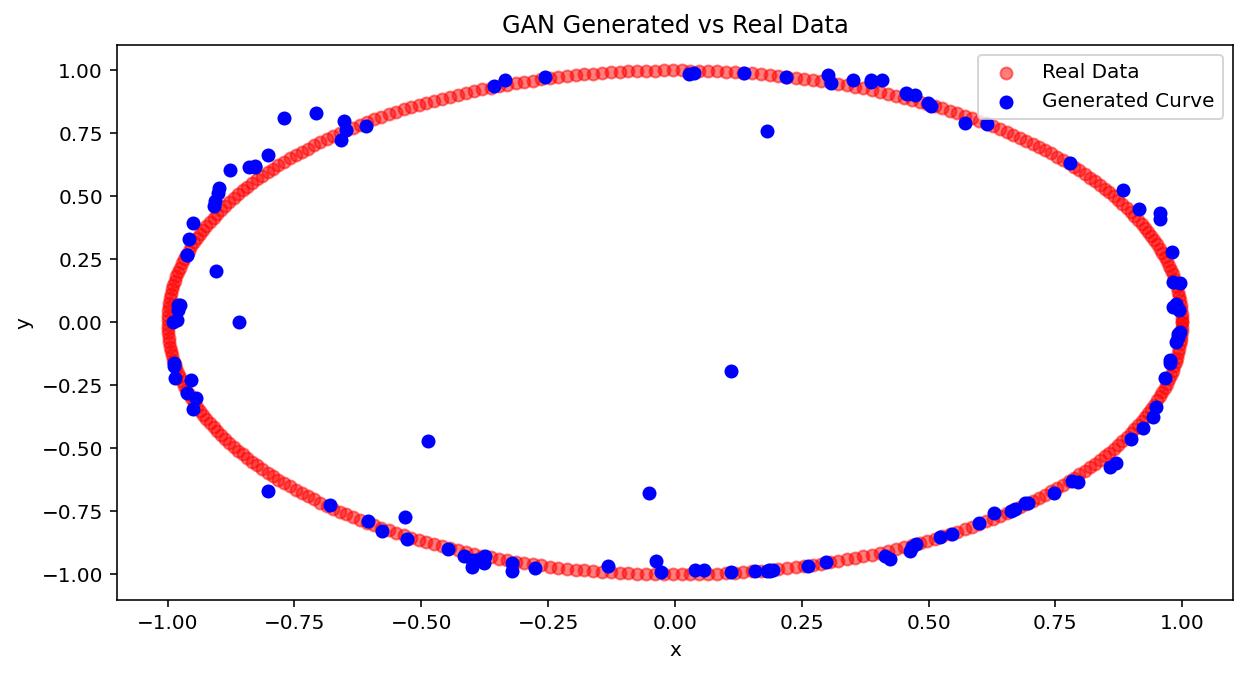 GAN Generated vs Real Data
Real Data
Generated Curve
1.00
0.75
0.50
0.25
0.00
−0.25
−0.50
−0.75
−1.00
y
−1.00 −0.75 −0.50 −0.25 0.00 0.25 0.50 0.75 1.00
x